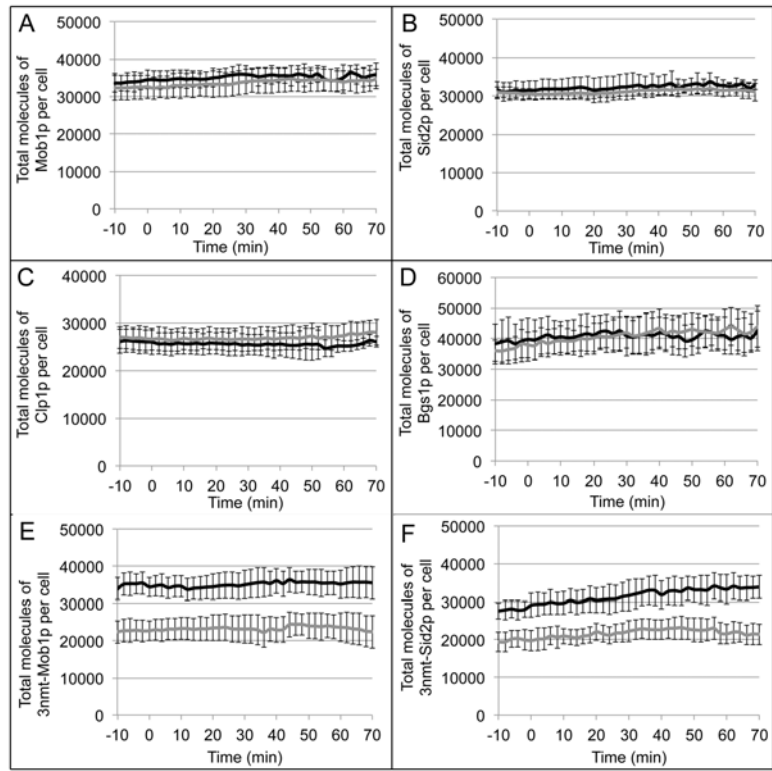 A
Total molecules of
Mob1p per cell
50000
40000
30000
20000
10000
0
-10 0 10 20 30 40 50 60 70
Time (min)
B
Total molecules of
Sid2p per cell
50000
40000
30000
20000
10000
0
-10 0 10 20 30 40 50 60 70
Time (min)
C
Total molecules of
Clp1p per cell
40000
30000
20000
10000
0
-10 0 10 20 30 40 50 60 70
Time (min)
D
Total molecules of
Bgs1p per cell
60000
50000
40000
30000
20000
10000
0
-10 0 10 20 30 40 50 60 70
Time (min)
E
Total molecules of
3nmt-Mob1p per cell
50000
40000
30000
20000
10000
0
-10 0 10 20 30 40 50 60 70
Time (min)
F
Total molecules of
3nmt-Sid2p per cell
50000
40000
30000
20000
10000
0
-10 0 10 20 30 40 50 60 70
Time (min)